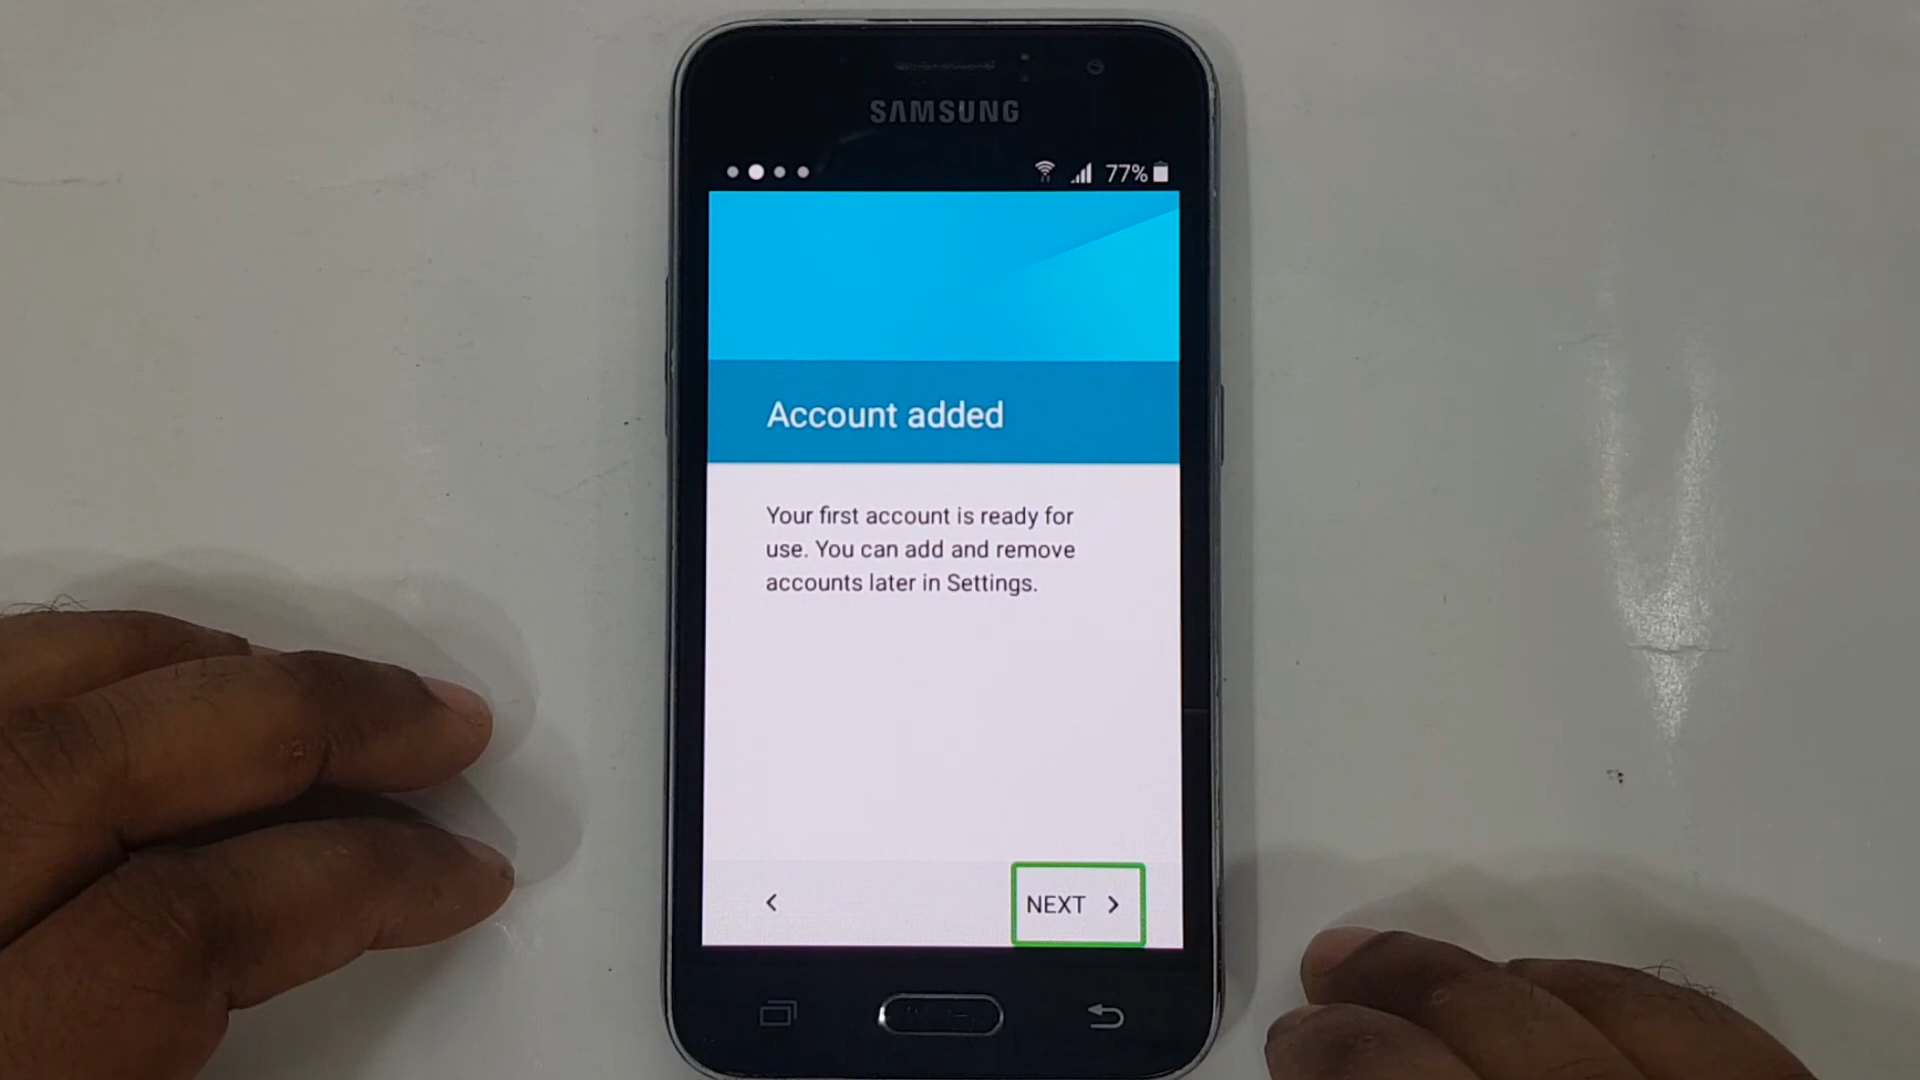 SAMSUNG
77%
Account added
Your first account is ready for
use. You can add and remove
accounts later in Settings.
NEXT